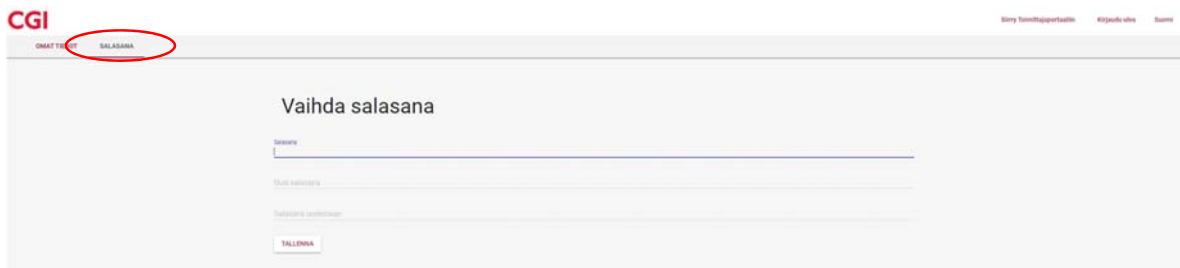 CGI
Siirry Toimittajaportaaliin Kirjaudu ulos Suomi
OMAT TIEDOT SALASANA
Vaihda salasana
Salasana
Uusi salasana
Salasana uudestaan
TALLENNA